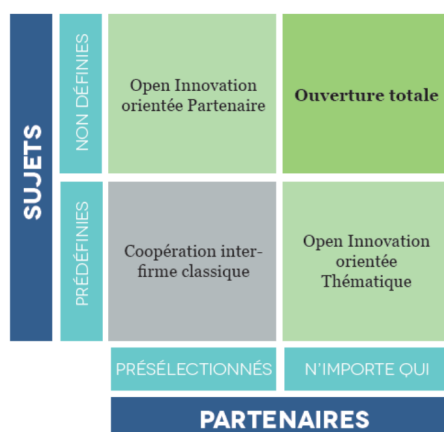 SUJETS
NON DÉFINIES
Open Innovation
orientée Partenaire
Ouverture totale
PRÉDÉFINIES
Coopération inter-
firme classique
Open Innovation
orientée
Thématique
PRÉSÉLECTIONNÉS
N'IMPORTE QUI
PARTENAIRES